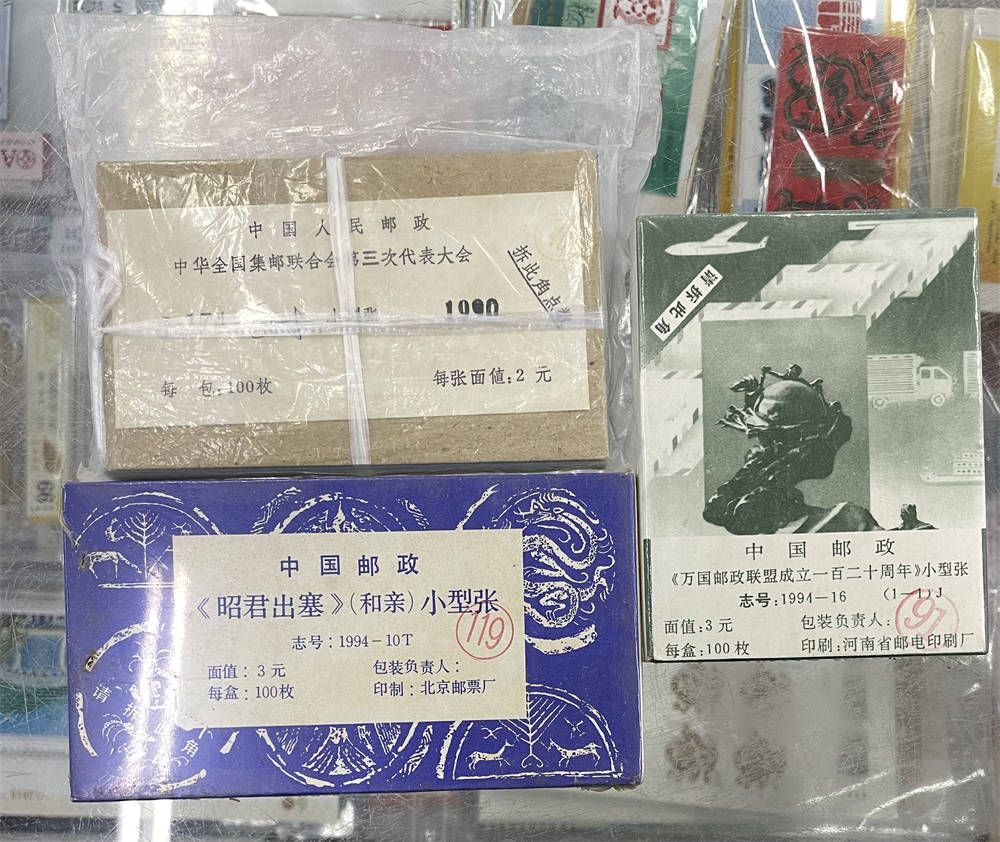 中国人民邮政
中华全国集邮联合会第三次代表大会
拆此角点
1990
每 包:100枚
每张面值:2 元
请拆此角
中国邮政
《万国邮政联盟成立一百二十周年》小型张
志号:1994-16 (1-1)J
面值:3元
包装负责人:
97
每盒:100枚
印刷:河南省邮电印刷厂
中国邮政
《昭君出塞》(和亲)小型张
119
志号:1994-10T
面值:3元
包装负责人:
每盒:100枚
印制:北京邮票厂
请拆 角